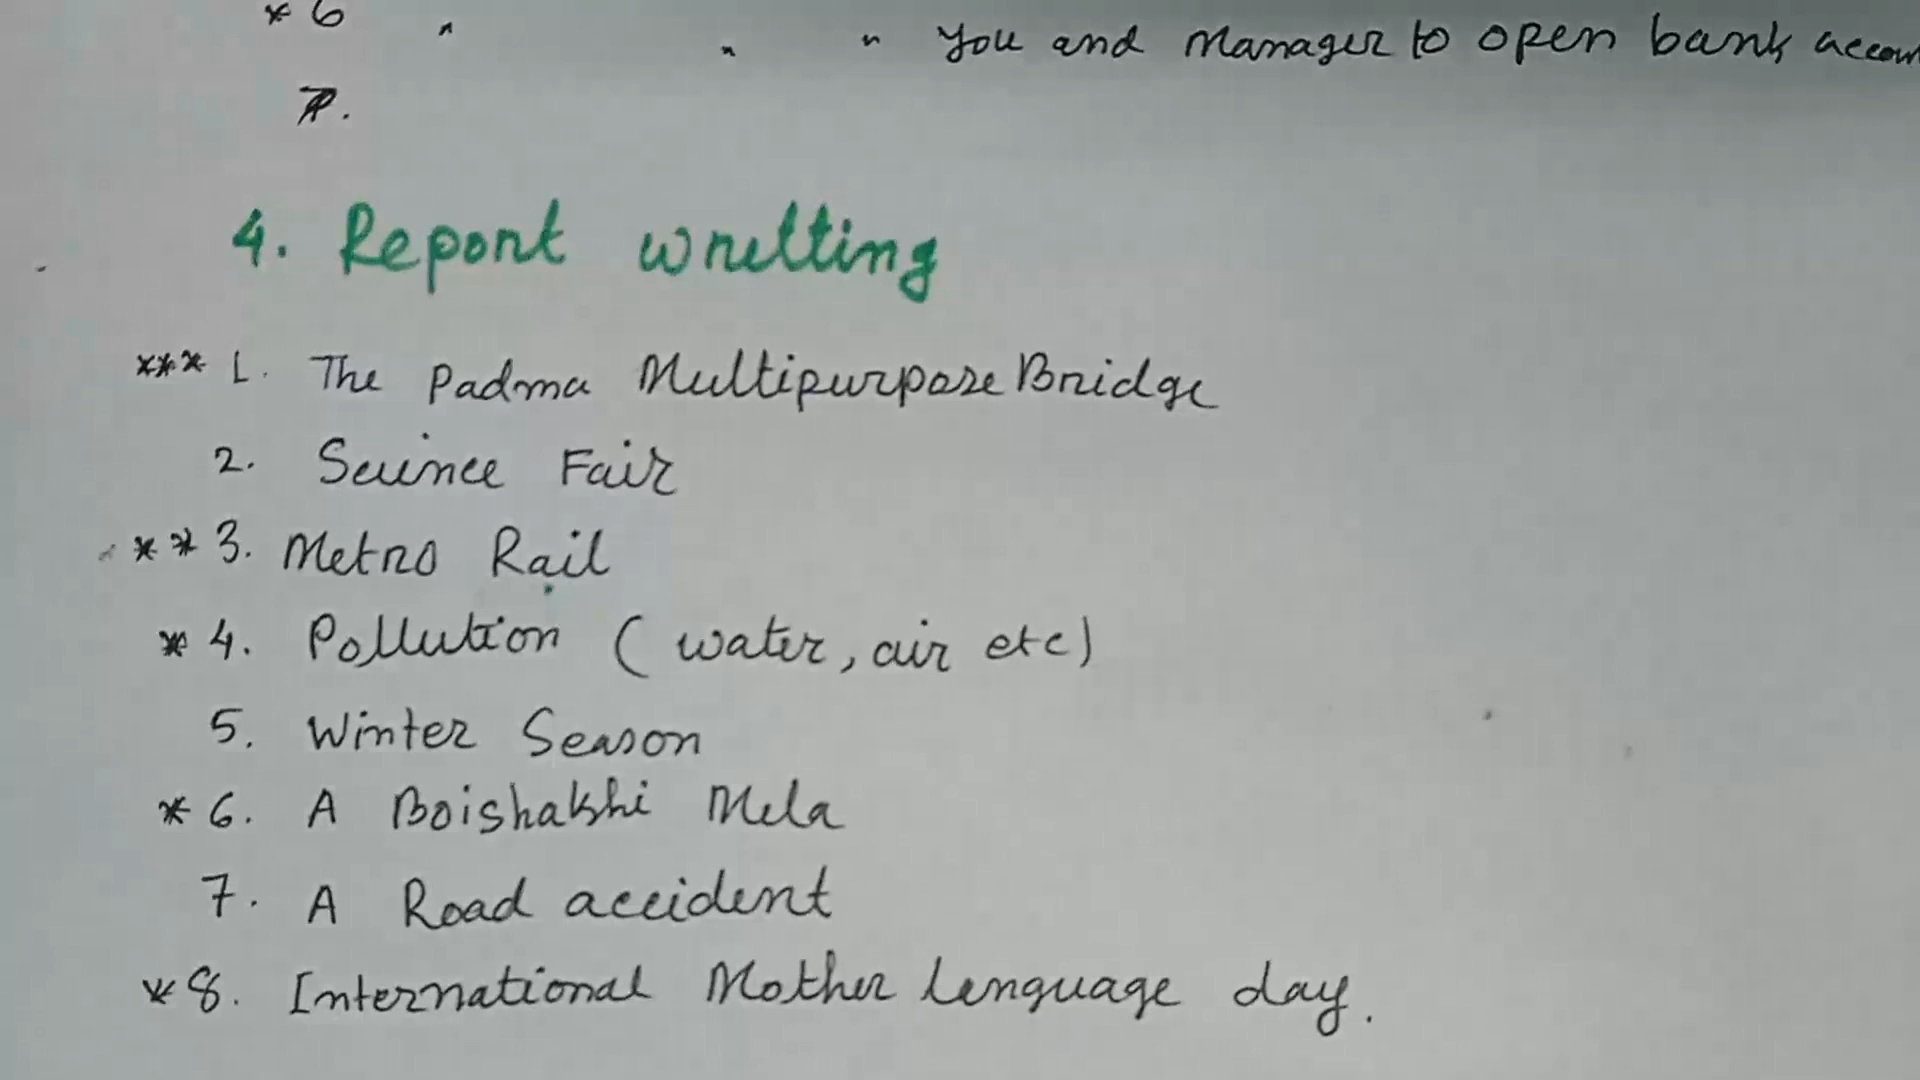 * 6 " " " You and Manager to open bank accoun
7.
4. Report wreitting
*** 1. The Padma Multipurpose Bridge
2. Scince Fair
** 3. Metro Rail
* 4. Pollution ( water, air etc)
5. Winter Season
* 6. A Boishakhi Mela
7. A Road accident
* 8. International Mother lenguage day.